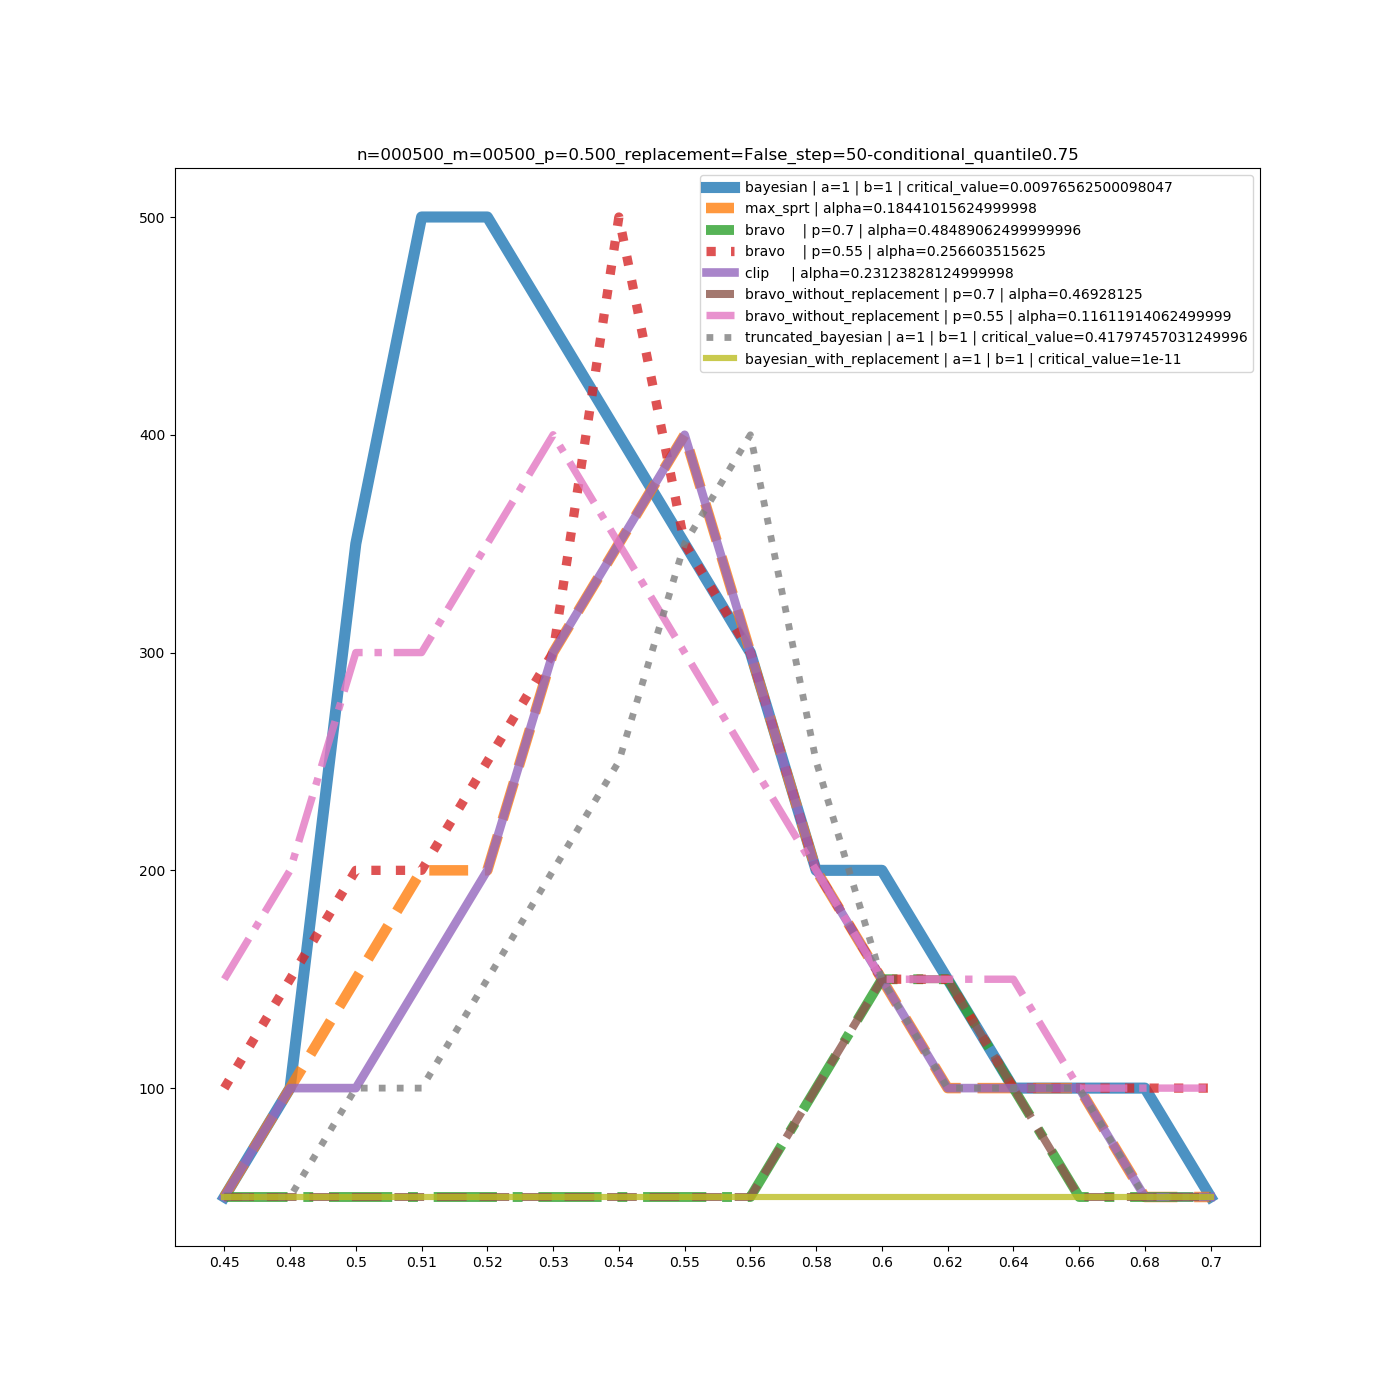 n=000500_m=00500_p=0.500_replacement=False_step=50-conditional_quantile0.75
bayesian | a=1 | b=1 | critical_value=0.00976562500098047
max_sprt | alpha=0.18441015624999998
bravo    | p=0.7 | alpha=0.48489062499999996
bravo    | p=0.55 | alpha=0.256603515625
clip     | alpha=0.23123828124999998
bravo_without_replacement | p=0.7 | alpha=0.46928125
bravo_without_replacement | p=0.55 | alpha=0.11611914062499999
truncated_bayesian | a=1 | b=1 | critical_value=0.41797457031249996
bayesian_with_replacement | a=1 | b=1 | critical_value=1e-11
500
400
300
200
100
0.45 0.48 0.5 0.51 0.52 0.53 0.54 0.55 0.56 0.58 0.6 0.62 0.64 0.66 0.68 0.7